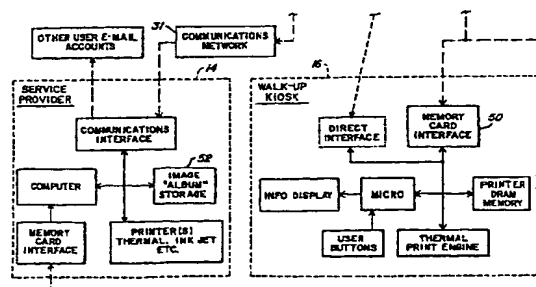 31
COMMUNICATIONS
NETWORK
OTHER USER E-MAIL
ACCOUNTS
14
SERVICE
PROVIDER
COMMUNICATIONS
INTERFACE
52
COMPUTER
IMAGE
"ALBUM"
STORAGE
MEMORY
CARD
INTERFACE
PRINTER(S)
THERMAL, INK JET
ETC.
16
WALK-UP
KIOSK
DIRECT
INTERFACE
MEMORY
CARD
INTERFACE
50
INFO DISPLAY
MICRO
PRINTER
DRAM
MEMORY
USER
BUTTONS
THERMAL
PRINT ENGINE